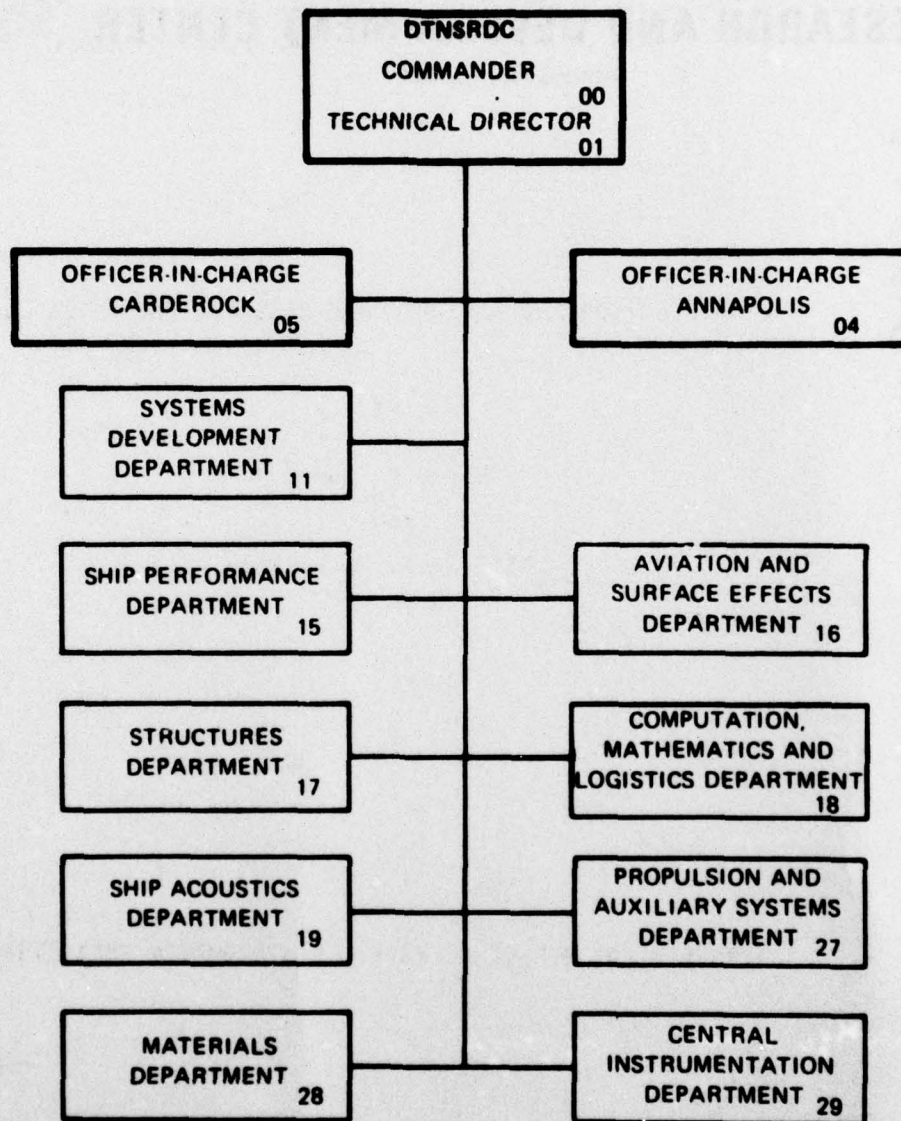 DTNSRDC
COMMANDER
00
TECHNICAL DIRECTOR
01
OFFICER-IN-CHARGE
CARDEROCK
05
OFFICER-IN-CHARGE
ANNAPOLIS
04
SYSTEMS
DEVELOPMENT
DEPARTMENT
11
SHIP PERFORMANCE
DEPARTMENT
15
AVIATION AND
SURFACE EFFECTS
DEPARTMENT
16
STRUCTURES
DEPARTMENT
17
COMPUTATION,
MATHEMATICS AND
LOGISTICS DEPARTMENT
18
SHIP ACOUSTICS
DEPARTMENT
19
PROPULSION AND
AUXILIARY SYSTEMS
DEPARTMENT
27
MATERIALS
DEPARTMENT
28
CENTRAL
INSTRUMENTATION
DEPARTMENT
29